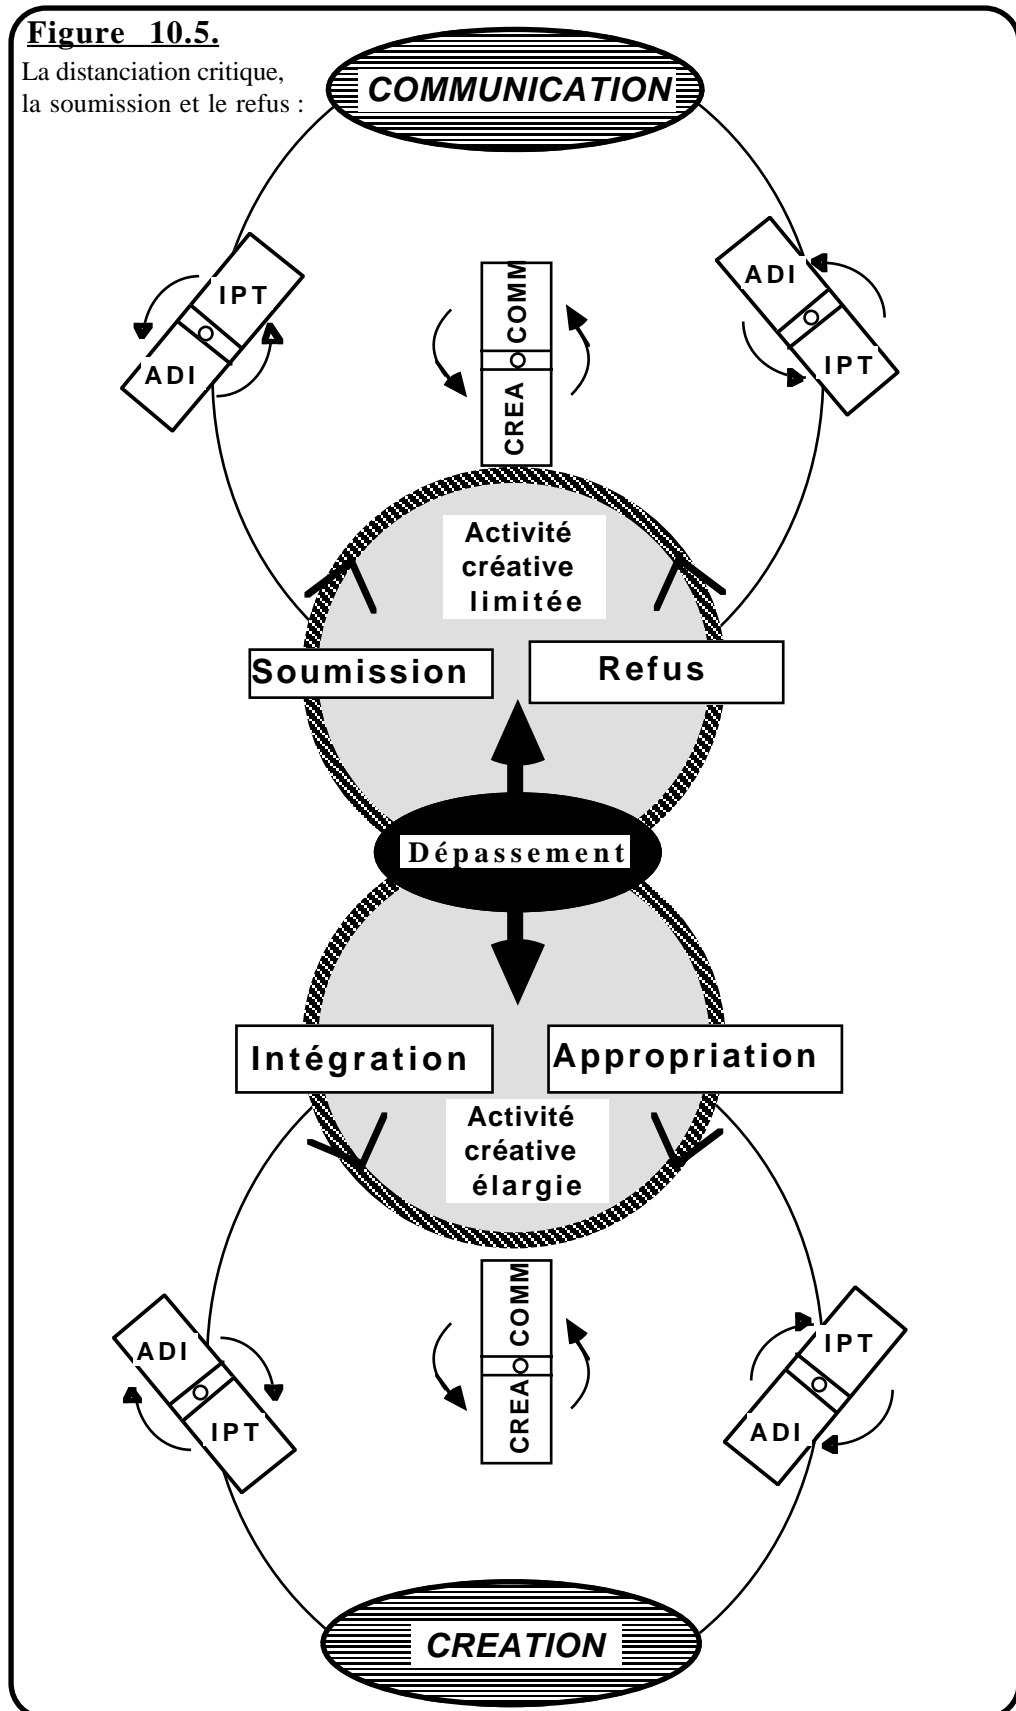 Figure 10.5.
La distanciation critique,
la soumission et le refus :
COMMUNICATION
IPT
ADI
COMM
CREA
ADI
IPT
Activité
créative
limitée
Soumission
Refus
Dépassement
Intégration
Appropriation
Activité
créative
élargie
ADI
IPT
COMM
CREA
IPT
ADI
CREATION